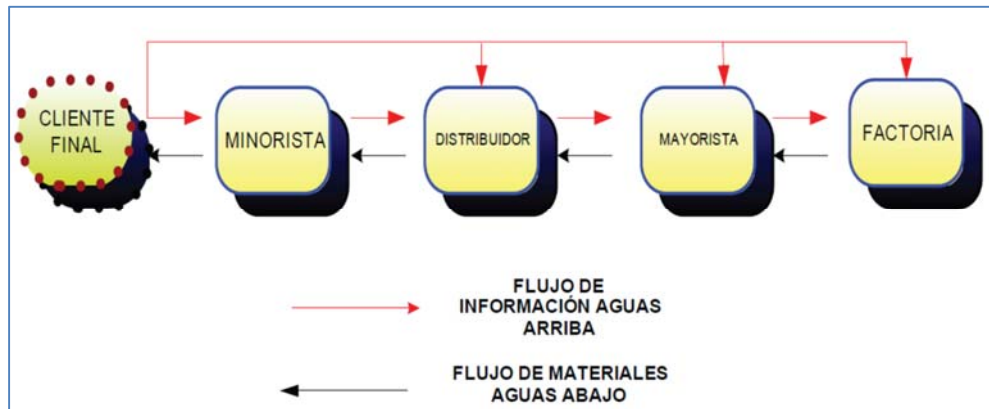 CLIENTE
FINAL
MINORISTA
DISTRIBUIDOR
MAYORISTA
FACTORIA
FLUJO DE
INFORMACIÓN AGUAS
ARRIBA
FLUJO DE MATERIALES
AGUAS ABAJO